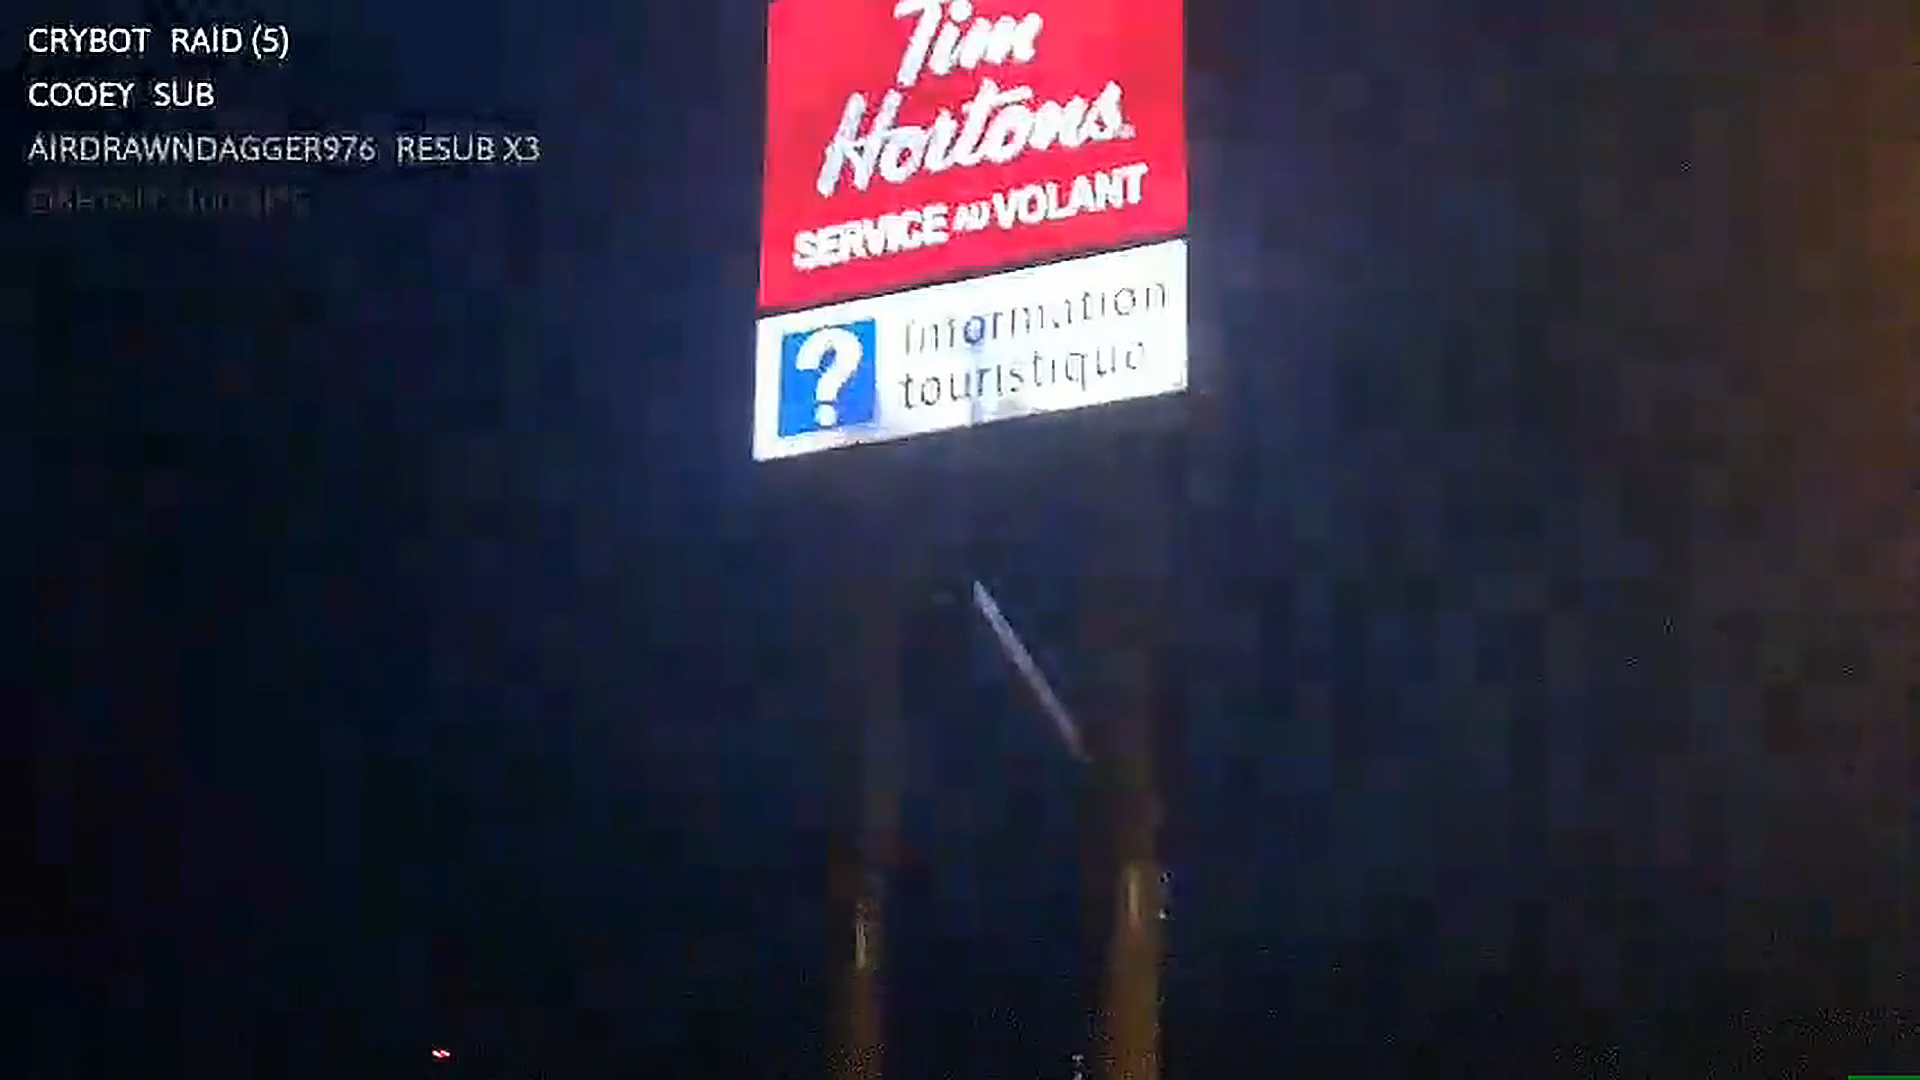 CRYBOT RAID (5)
COOEY SUB
AIRDRAWNDAGGER976 RESUB X3
Tim
Hortons
SERVICE AU VOLANT
?
Information
touristique